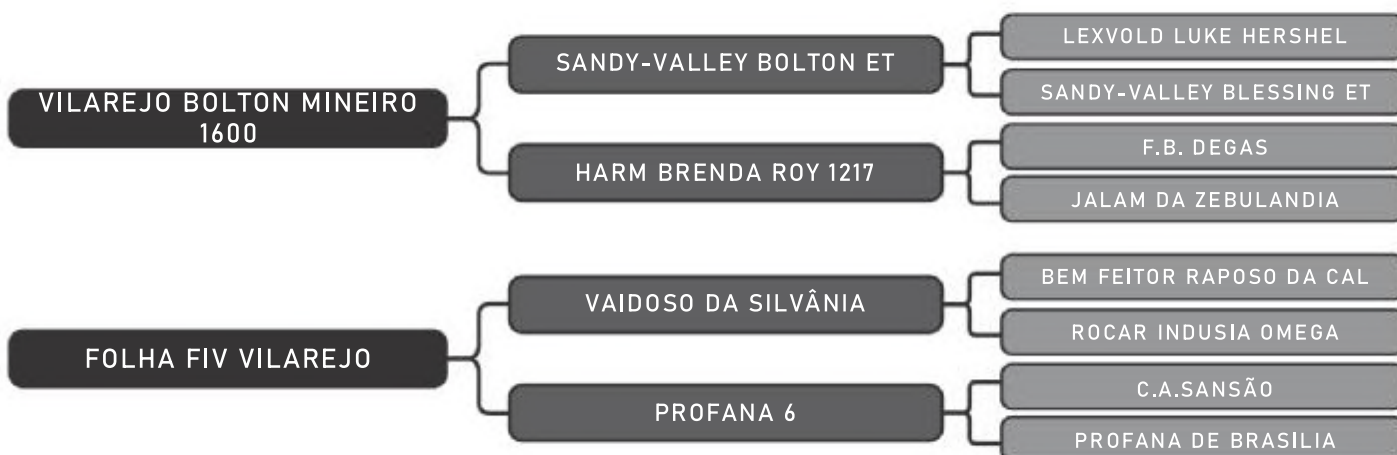 VILAREJO BOLTON MINEIRO
1600
SANDY-VALLEY BOLTON ET
HARM BRENDA ROY 1217
LEXVOLD LUKE HERSHEL
SANDY-VALLEY BLESSING ET
F.B. DEGAS
JALAM DA ZEBULANDIA
FOLHA FIV VILAREJO
VAIDOSO DA SILVÂNIA
PROFANA 6
BEM FEITOR RAPOSO DA CAL
ROCAR INDUSIA OMEGA
C.A.SANSÃO
PROFANA DE BRASILIA